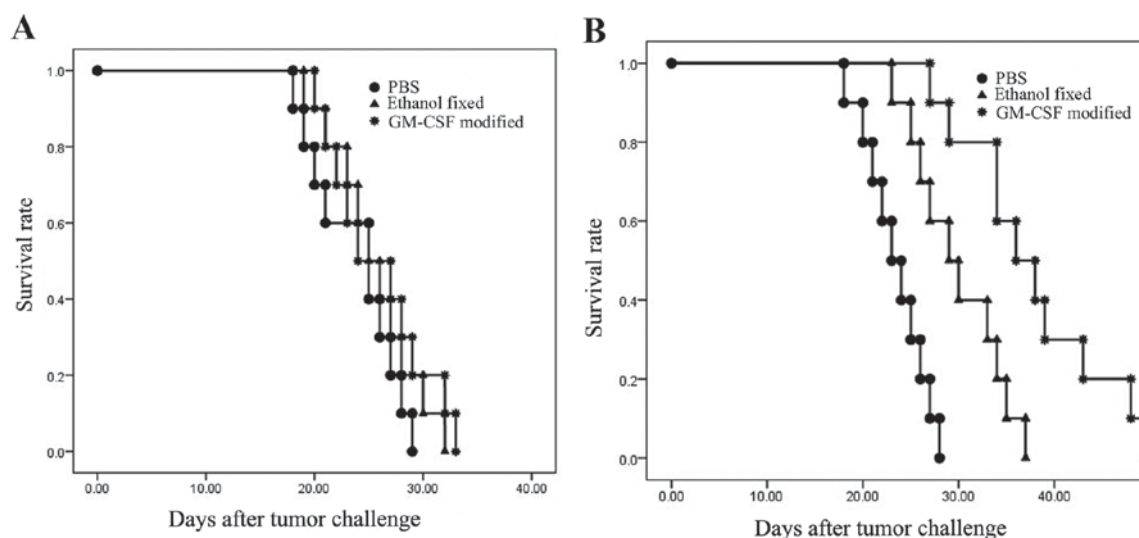 A
PBS
Ethanol fixed
GM-CSF modified
Survival rate
1.0
0.8
0.6
0.4
0.2
0.0
0.00 10.00 20.00 30.00 40.00
Days after tumor challenge
B
PBS
Ethanol fixed
GM-CSF modified
Survival rate
1.0
0.8
0.6
0.4
0.2
0.0
0.00 10.00 20.00 30.00 40.00
Days after tumor challenge